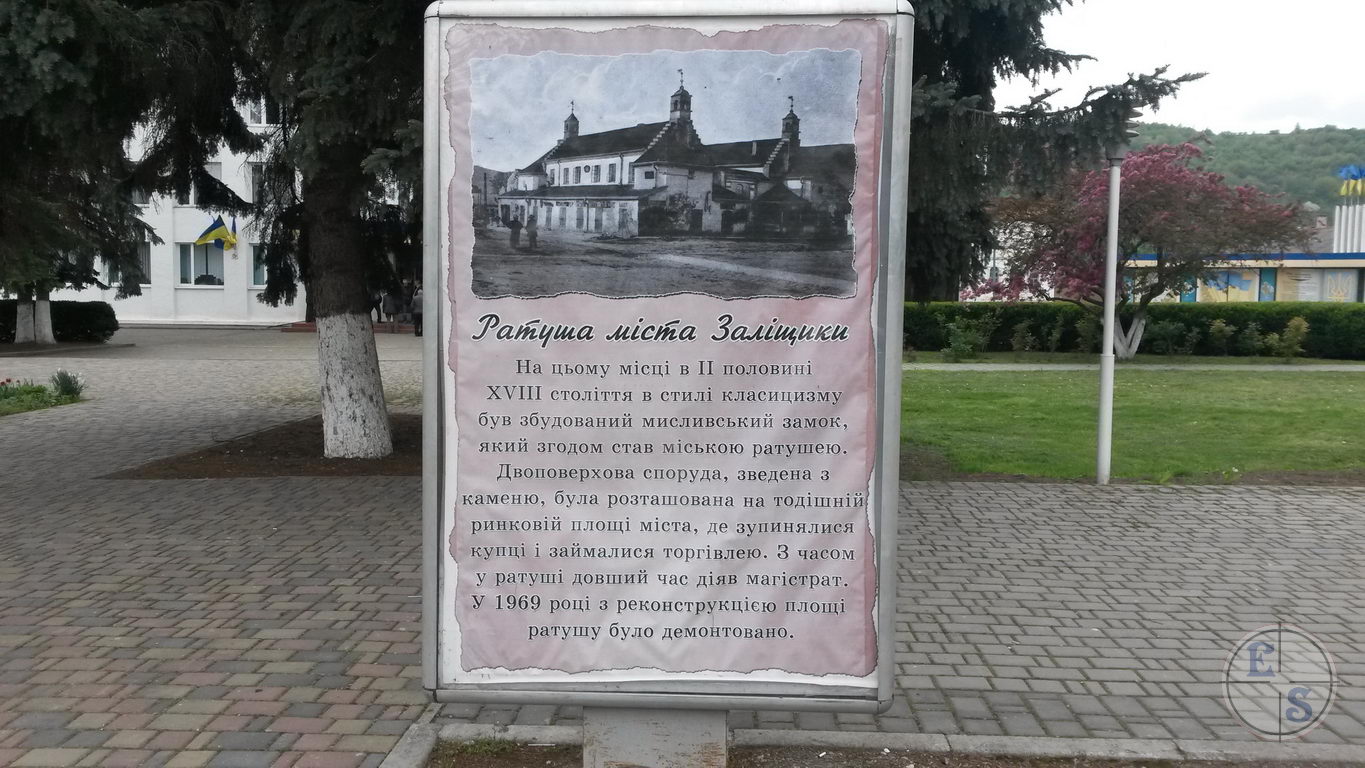 Ратуша міста Заліщики
На цьому місці в II половині
XVIII століття в стилі класицизму
був збудований мисливський замок,
який згодом став міською ратушею.
Двоповерхова споруда, зведена з
каменю, була розташована на тодішній
ринковій площі міста, де зупинялися
купці і займалися торгівлею. З часом
у ратуші довший час діяв магістрат.
У 1969 році з реконструкцією площі
ратушу було демонтовано.
E
S